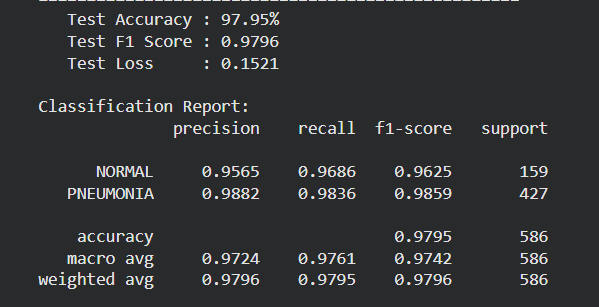 Test Accuracy : 97.95%
Test F1 Score : 0.9796
Test Loss     : 0.1521
Classification Report:
precision    recall  f1-score   support
NORMAL     0.9565    0.9686    0.9625       159
PNEUMONIA     0.9882    0.9836    0.9859       427
accuracy                         0.9795       586
macro avg     0.9724    0.9761    0.9742       586
weighted avg     0.9796    0.9795    0.9796       586